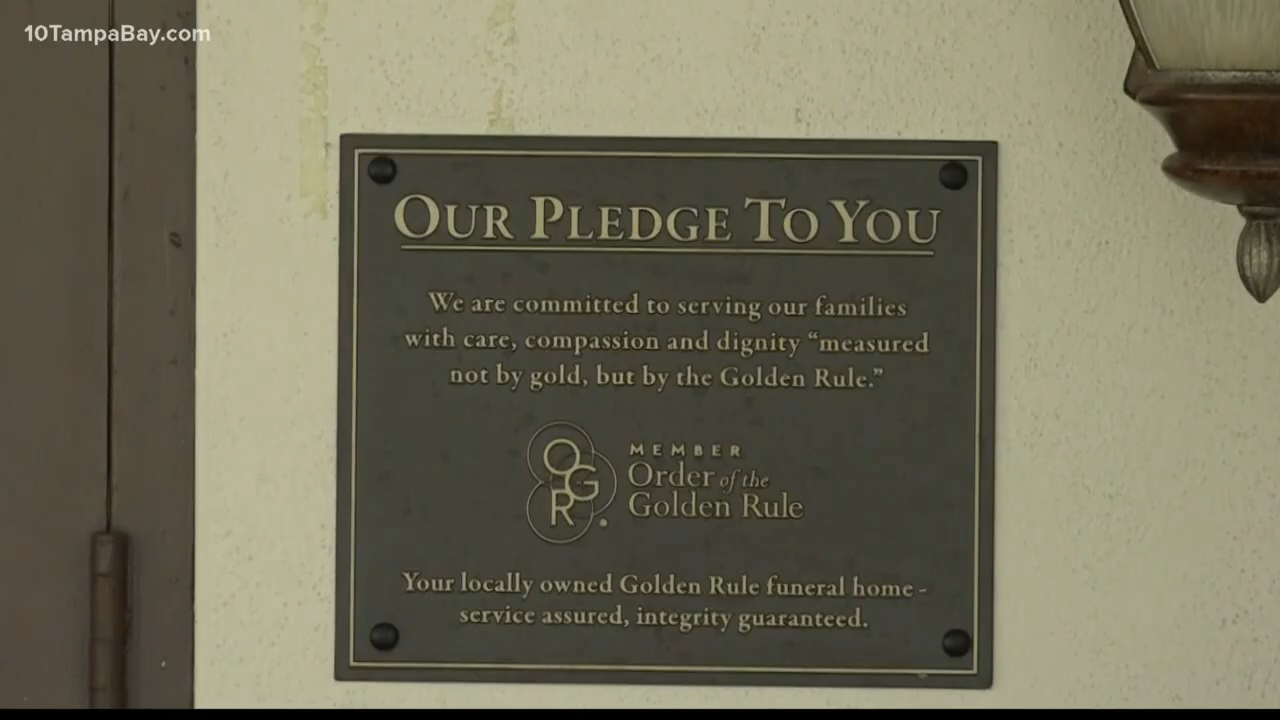 10TampaBay.com
OUR PLEDGE TO YOU
We are committed to serving our families
with care, compassion and dignity “measured
not by gold, but by the Golden Rule.”
OGR
MEMBER
Order of the
Golden Rule
Your locally owned Golden Rule funeral home -
service assured, integrity guaranteed.